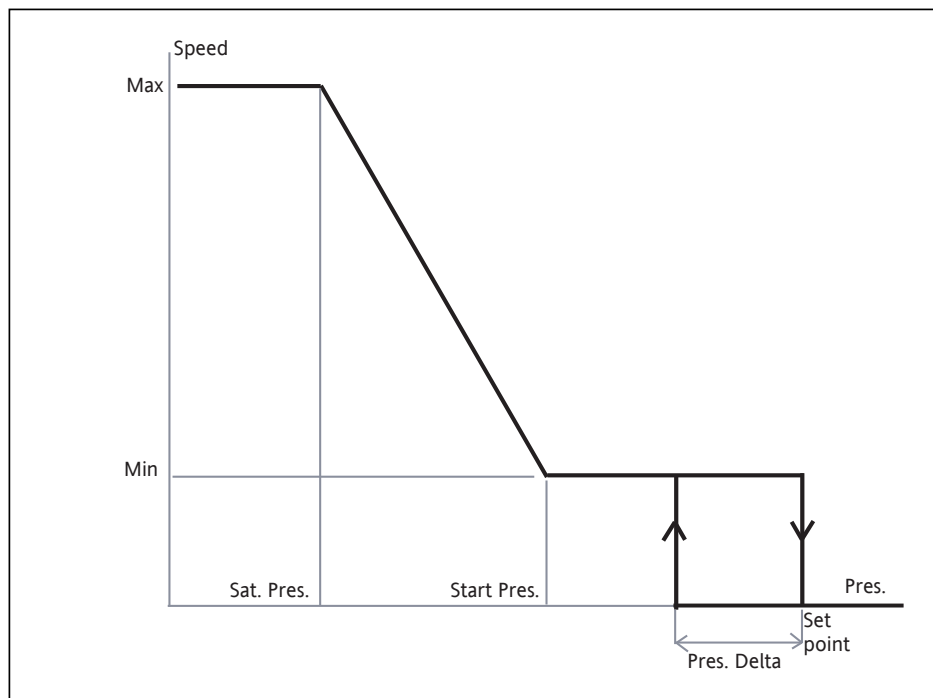 Speed
Max
Min
Sat. Pres.
Start Pres.
Pres.
Set
point
Pres. Delta